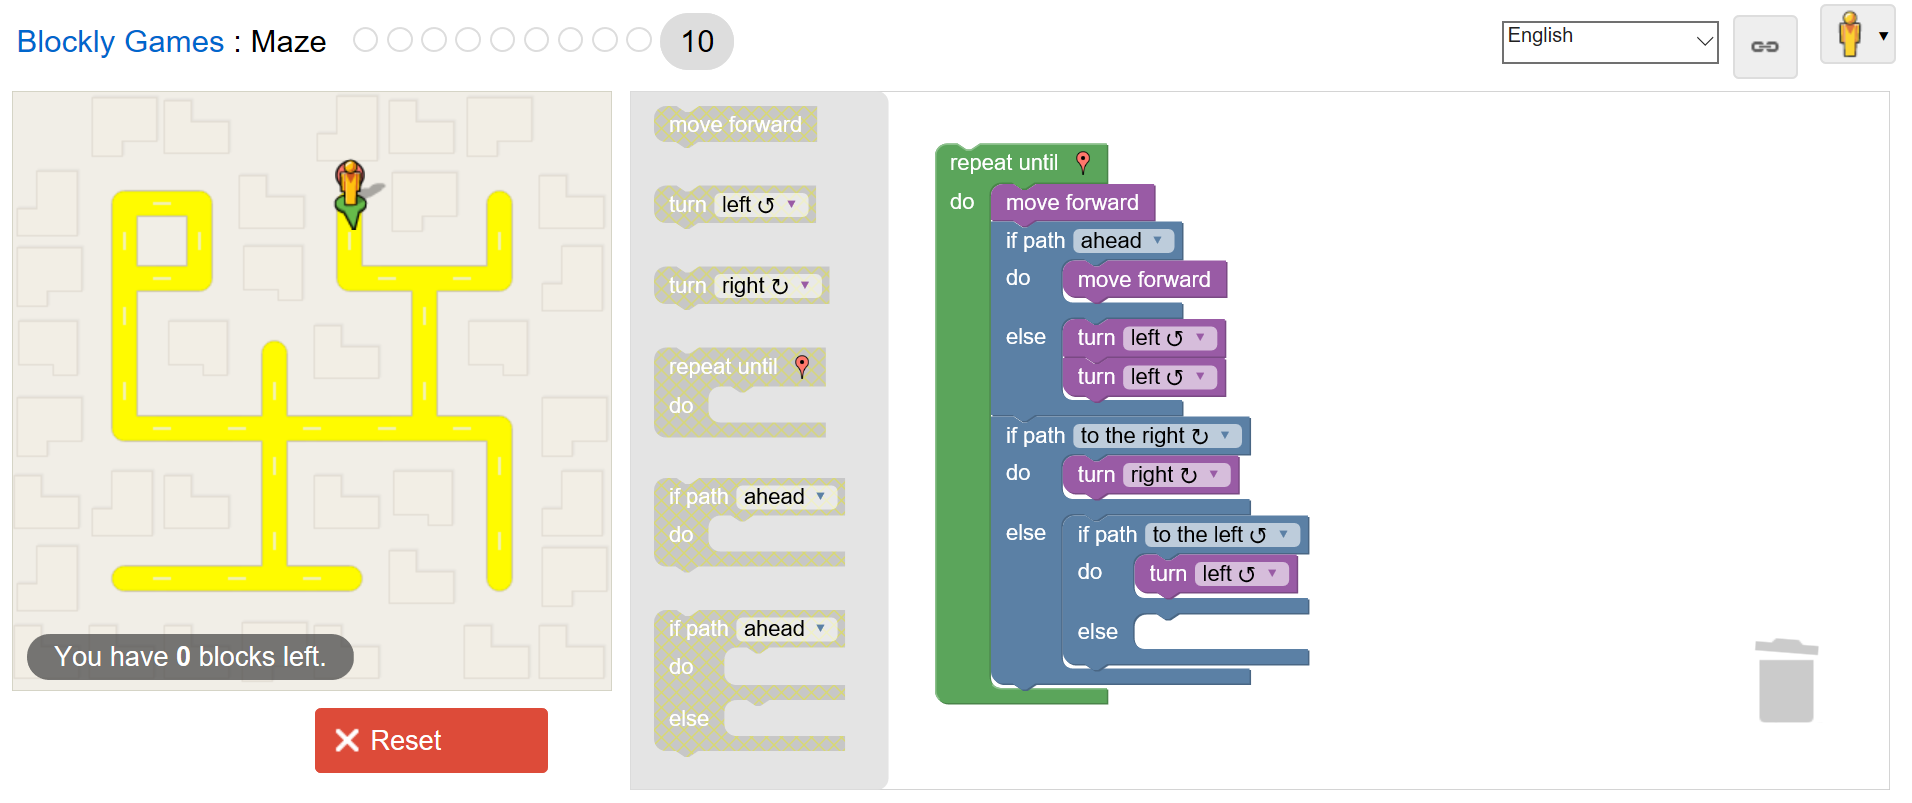 Blockly Games : Maze 10
English
You have 0 blocks left.
Reset
move forward
turn left ↺
turn right ↻
repeat until
do
if path ahead
do
if path ahead
do
else
repeat until
do
move forward
if path ahead
do
move forward
else
turn left ↺
turn left ↺
if path to the right ↻
do
turn right ↻
else
if path to the left ↺
do
turn left ↺
else